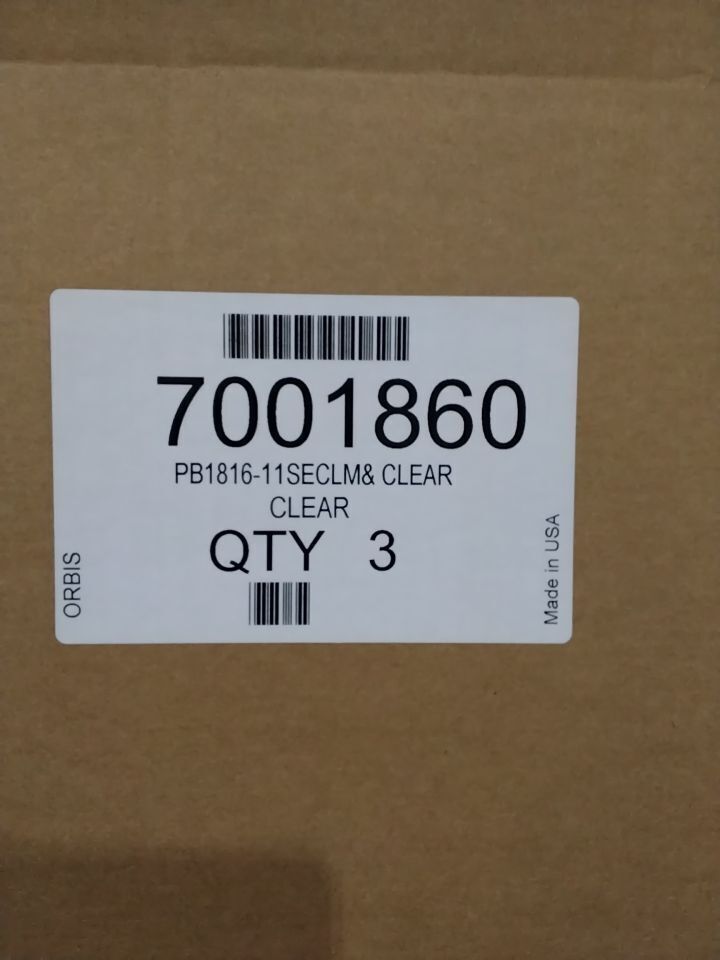 7001860
PB1816-11SECLM& CLEAR
CLEAR
QTY 3
ORBIS
Made in USA